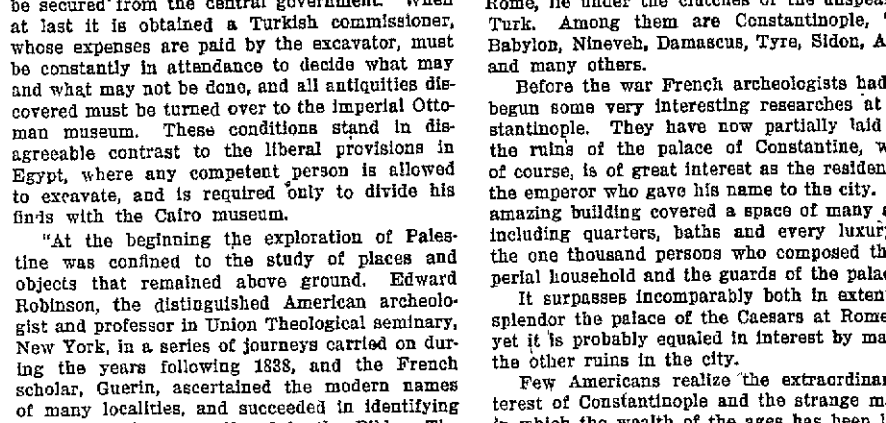 be secured from the central government. When
at last it is obtained a Turkish commissioner,
whose expenses are paid by the excavator, must
be constantly in attendance to decide what may
and what may not be done, and all antiquities dis-
covered must be turned over to the imperial Otto-
man museum. These conditions stand in dis-
agreeable contrast to the liberal provisions in
Egypt, where any competent person is allowed
to excavate, and is required only to divide his
finds with the Cairo museum.
"At the beginning the exploration of Pales-
tine was confined to the study of places and
objects that remained above ground. Edward
Robinson, the distinguished American archeolo-
gist and professor in Union Theological seminary,
New York, in a series of journeys carried on dur-
ing the years following 1838, and the French
scholar, Guerin, ascertained the modern names
of many localities, and succeeded in identifying
Rome, lie under the clutches of the
Turk. Among them are Constantinople,
Babylon, Nineveh, Damascus, Tyre, Sidon, A
and many others.
Before the war French archeologists had
begun some very interesting researches at
stantinople. They have now partially laid
the ruins of the palace of Constantine, w
of course, is of great interest as the residen
the emperor who gave his name to the city.
amazing building covered a space of many
including quarters, baths and every luxur
the one thousand persons who composed th
perial household and the guards of the pala
It surpasses incomparably both in exten
splendor the palace of the Caesars at Rome
yet it is probably equaled in interest by ma
the other ruins in the city.
Few Americans realize the extraordinar
terest of Constantinople and the strange m
in which the wealth of the ages has been